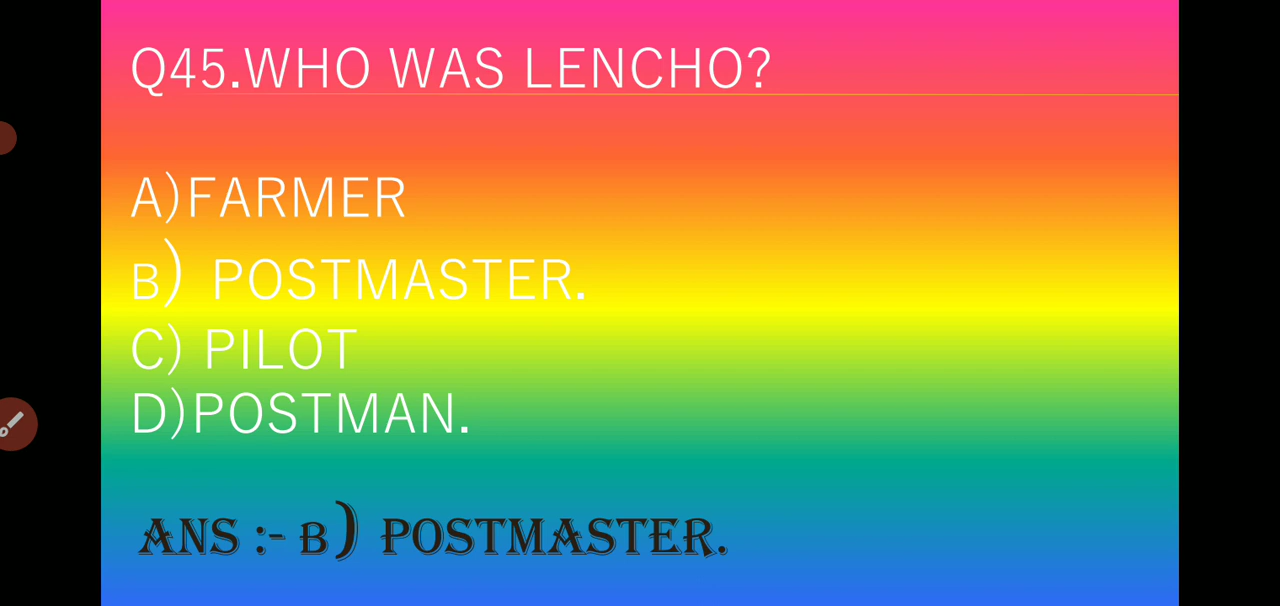 Q45.WHO WAS LENCHO?
A)FARMER
B) POSTMASTER.
C) PILOT
D)POSTMAN.
ANS :- B) POSTMASTER.